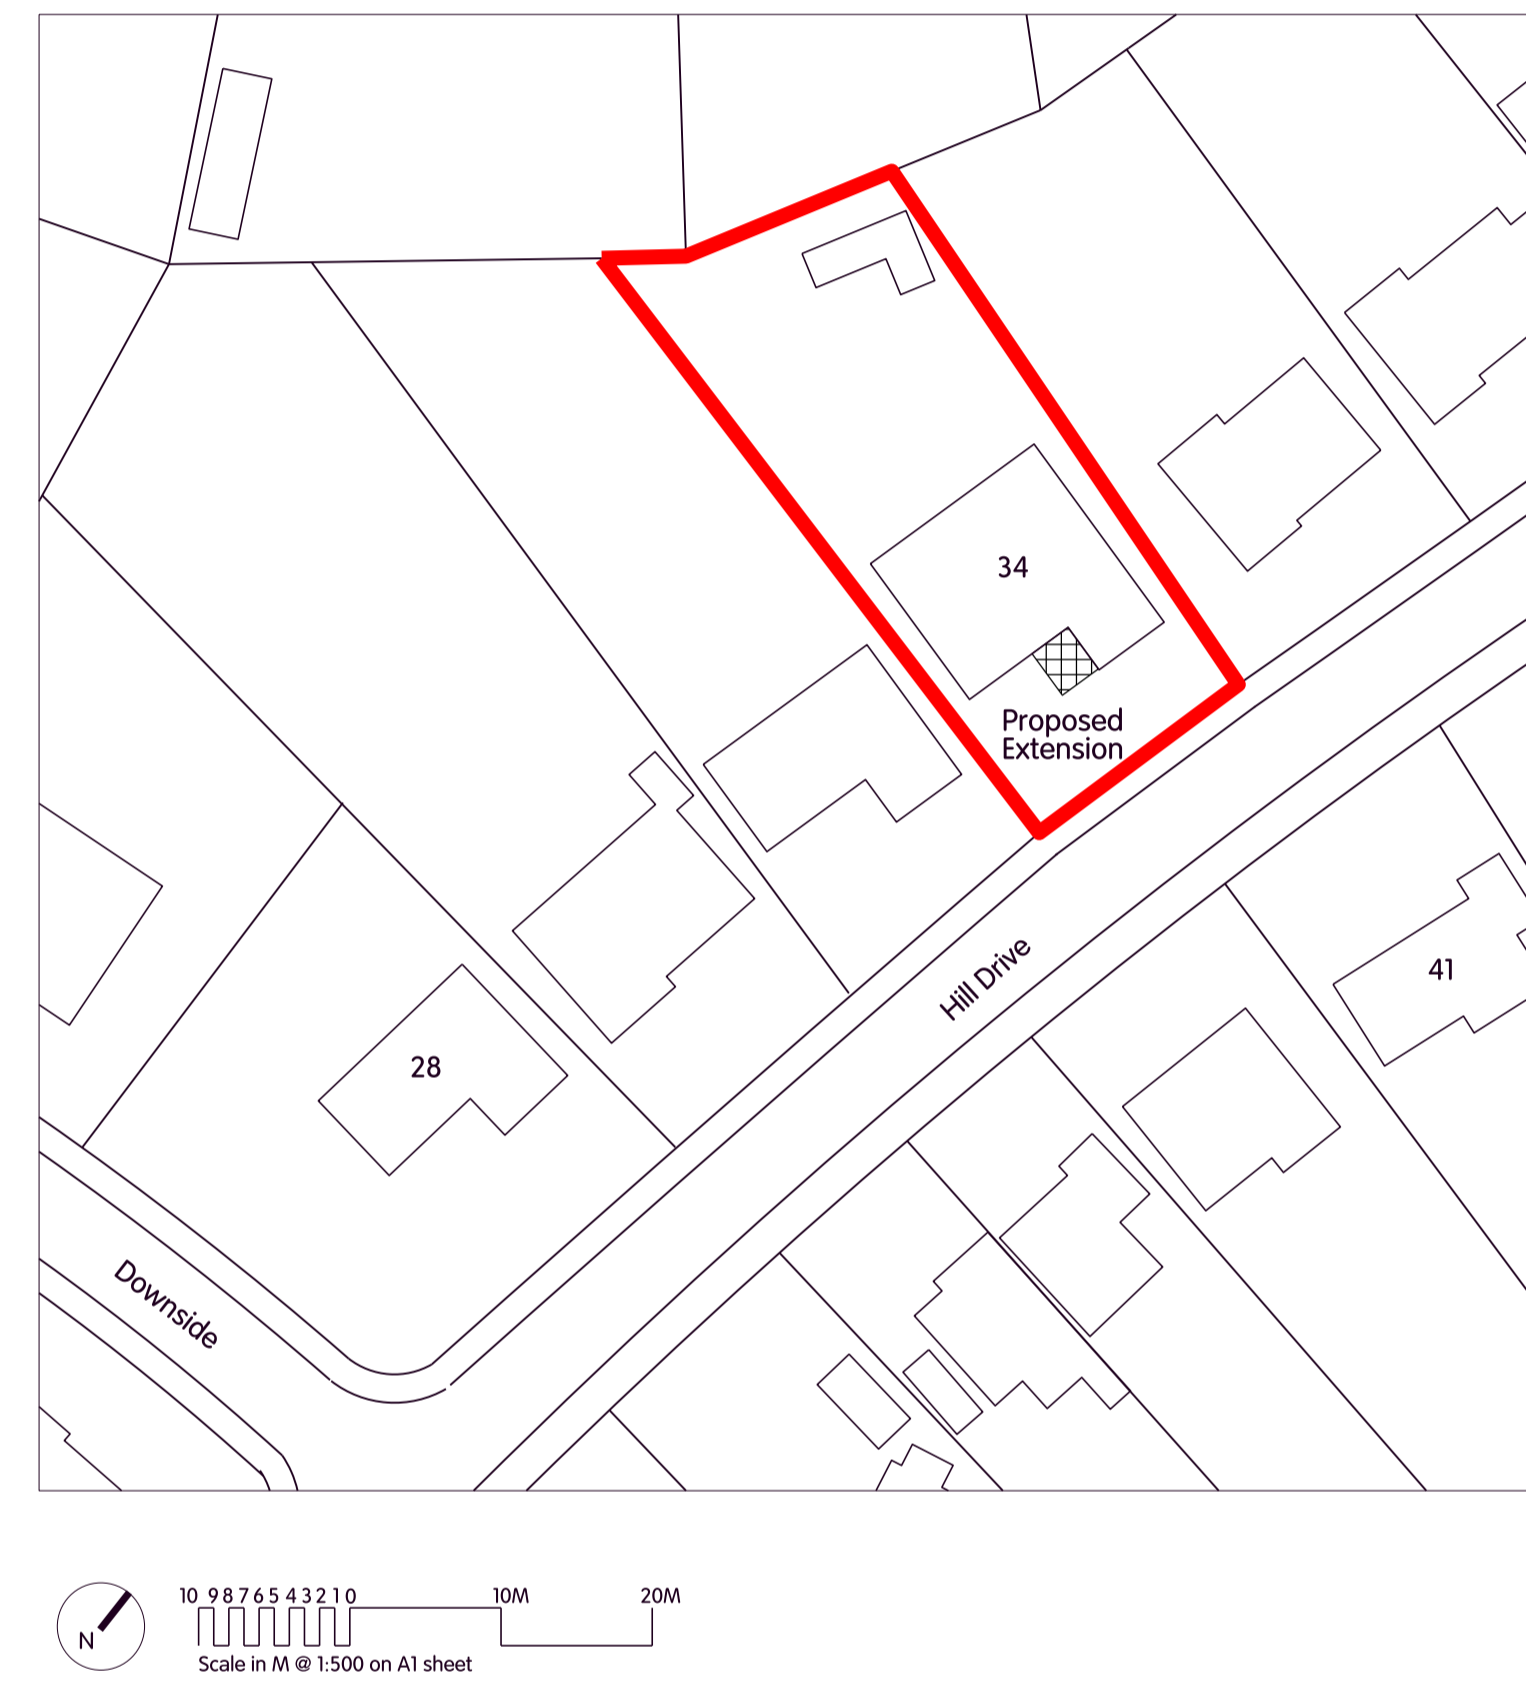 34
Proposed
Extension
Hill Drive
41
28
Downside
N
10 9 8 7 6 5 4 3 2 1 0 10M 20M
Scale in M @ 1:500 on A1 sheet